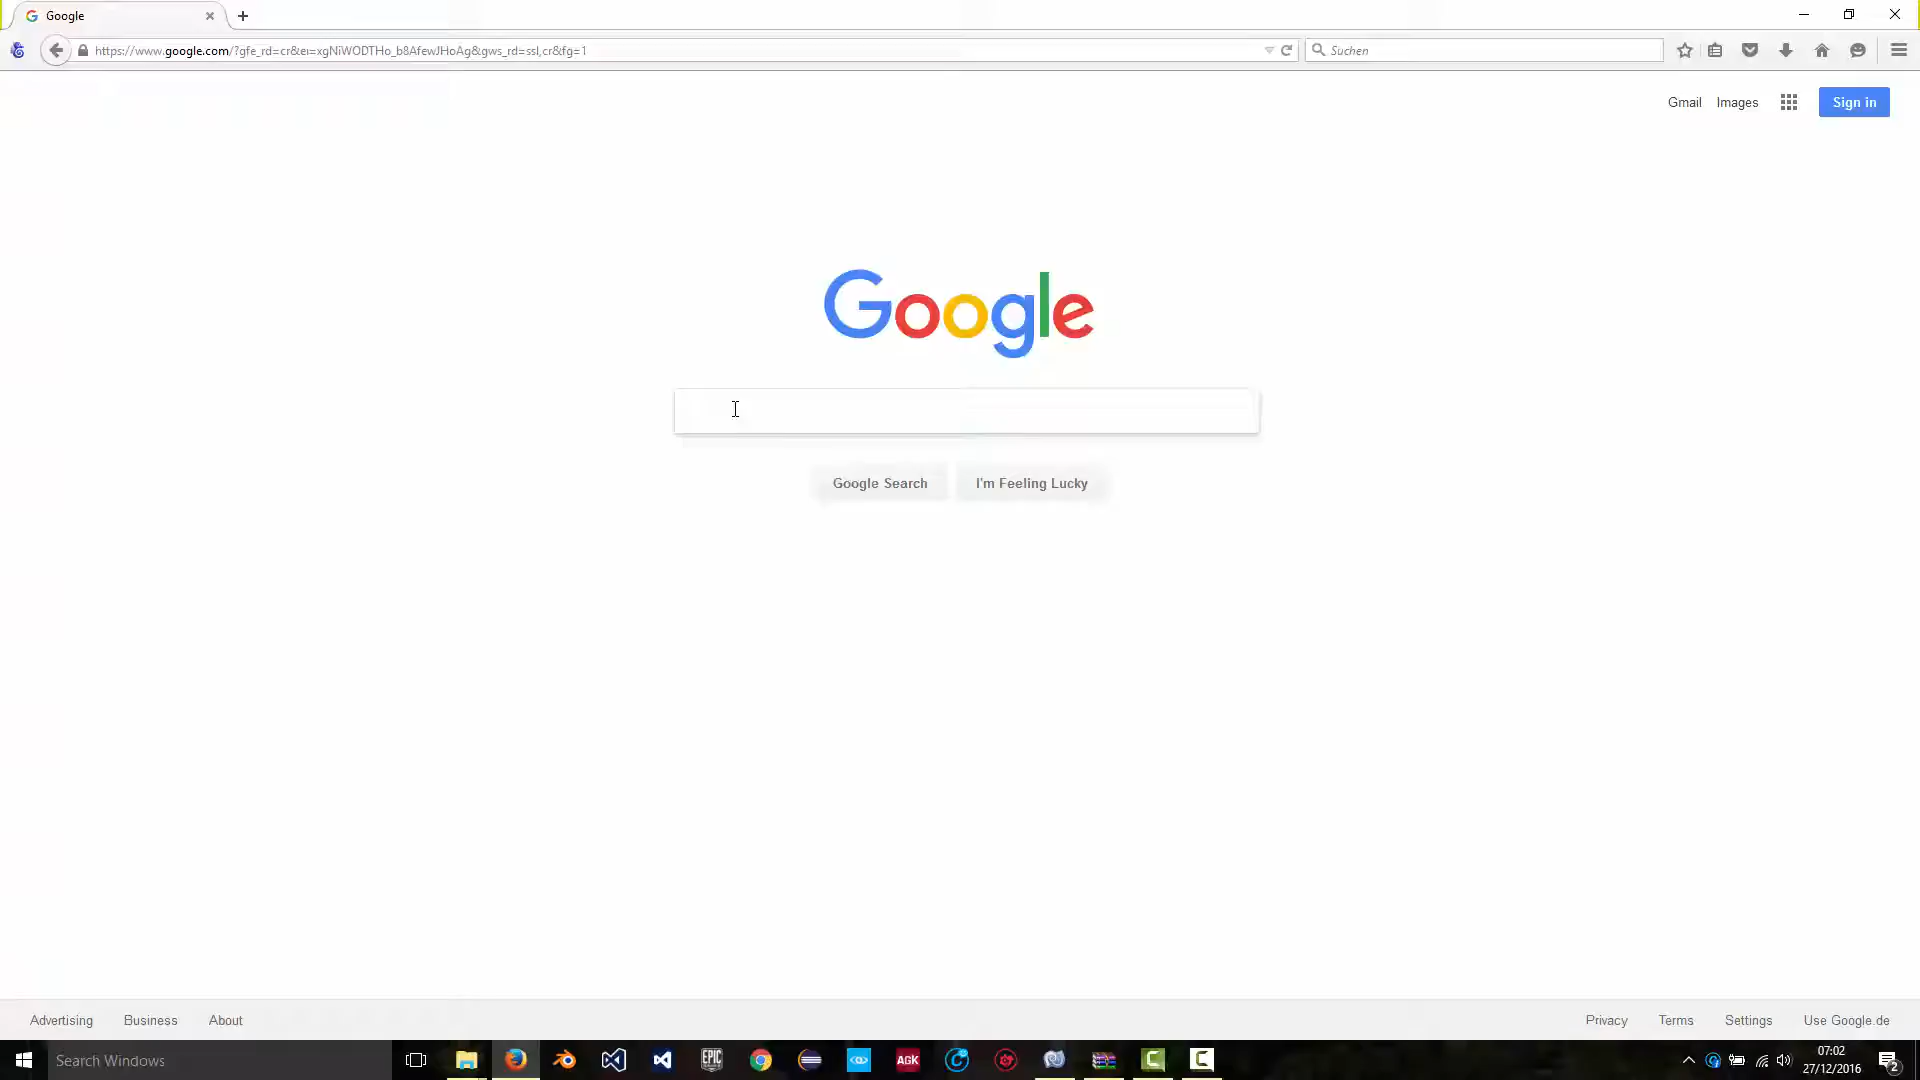 Google
https://www.google.com/?gfe_rd=cr&ei=xgNiWODTHo_b8AfewJHoAg&gws_rd=ssl,cr&fg=1
Suchen
Gmail Images Sign in
Google
Google Search I'm Feeling Lucky
Advertising Business About Privacy Terms Settings Use Google.de
Search Windows EPIC AGK 07:02
27/12/2016 2